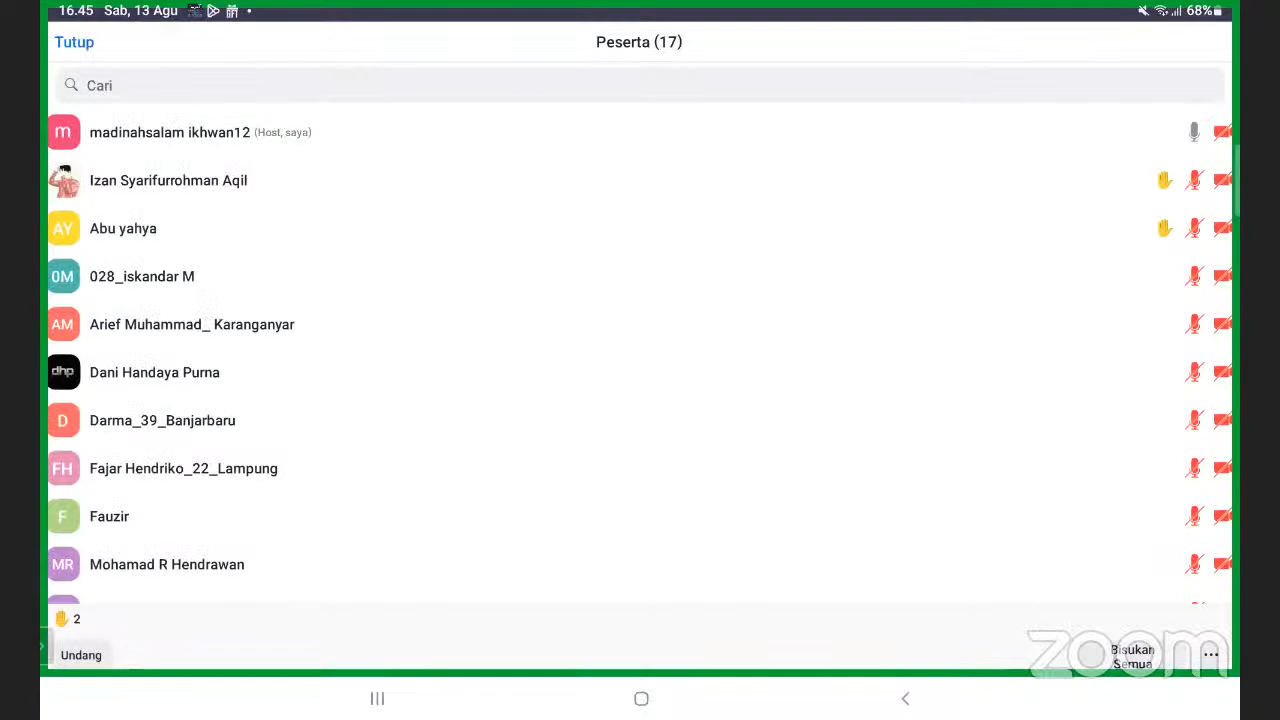 16.45 Sab, 13 Agu 68%
Tutup
Peserta (17)
Cari
m madinahsalam ikhwan12 (Host, saya)
Izan Syarifurrohman Aqil
AY Abu yahya
0M 028_iskandar M
AM Arief Muhammad_ Karanganyar
dhp Dani Handaya Purna
D Darma_39_Banjarbaru
FH Fajar Hendriko_22_Lampung
F Fauzir
MR Mohamad R Hendrawan
2
Undang
Bisukan
Semua
zoom